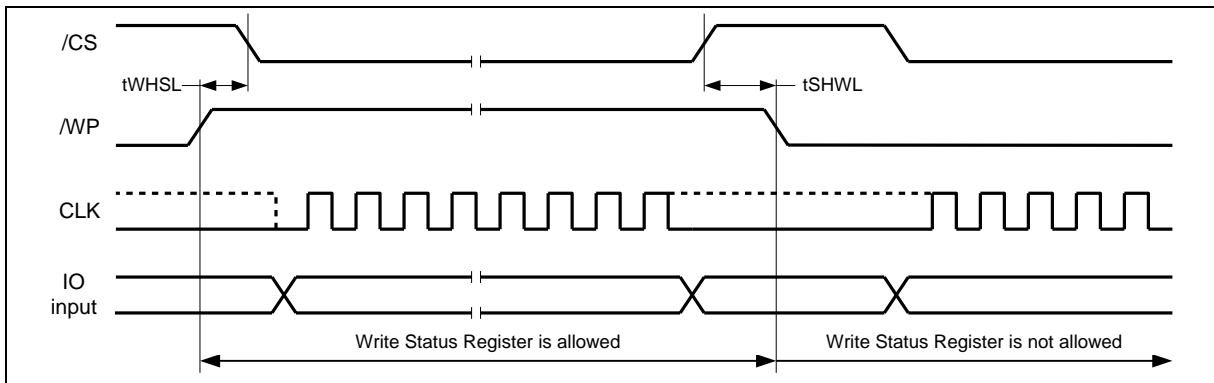 /CS
tWHSL
tSHWL
/WP
CLK
IO
input
Write Status Register is allowed
Write Status Register is not allowed